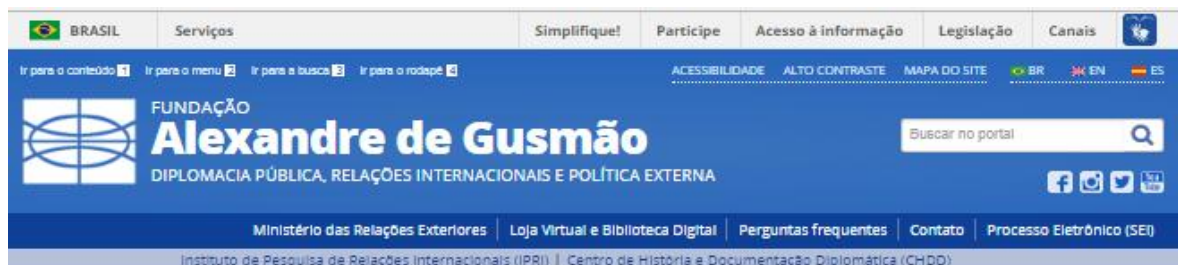 BRASIL Serviços Simplifique! Participe Acesso à informação Legislação Canais
Ir para o conteúdo 1 Ir para o menu 2 Ir para a busca 3 Ir para o rodapé 4 ACESSIBILIDADE ALTO CONTRASTE MAPA DO SITE BR EN ES
FUNDAÇÃO
Alexandre de Gusmão
DIPLOMACIA PÚBLICA, RELAÇÕES INTERNACIONAIS E POLÍTICA EXTERNA
Buscar no portal
Ministério das Relações Exteriores Loja Virtual e Biblioteca Digital Perguntas frequentes Contato Processo Eletrônico (SEI)
Instituto de Pesquisa de Relações Internacionais (IPRI) | Centro de História e Documentação Diplomática (CHDD)